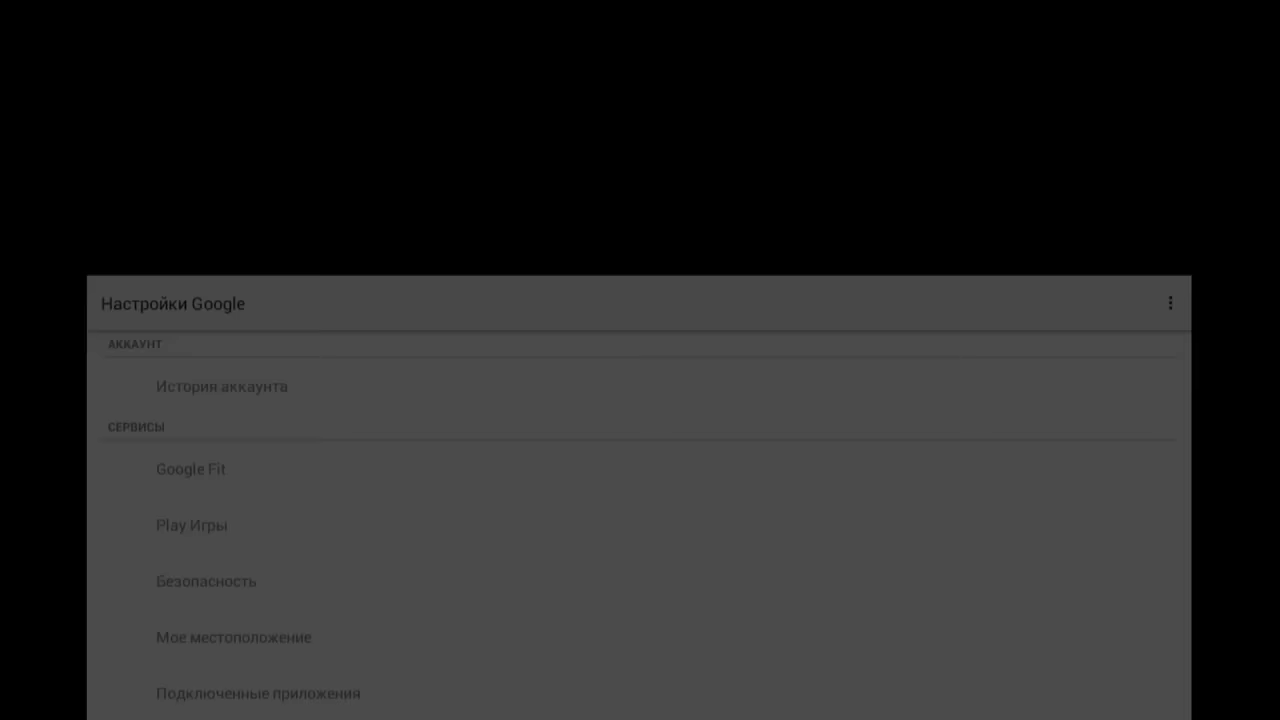 Настройки Google
АККАУНТ
История аккаунта
СЕРВИСЫ
Google Fit
Play Игры
Безопасность
Мое местоположение
Подключенные приложения